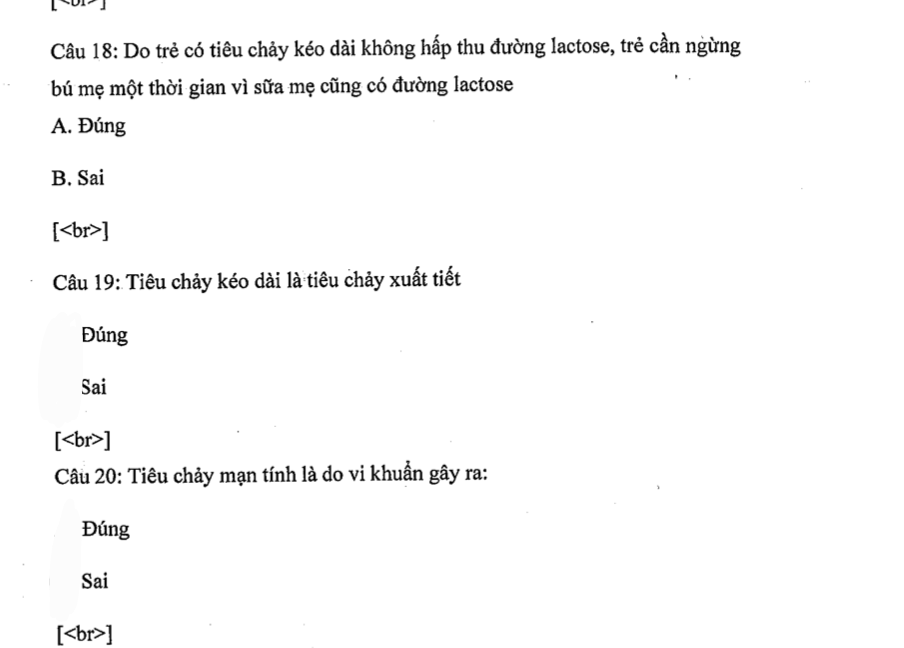 [<br>]
Câu 18: Do trẻ có tiêu chảy kéo dài không hấp thu đường lactose, trẻ cần ngừng
bú mẹ một thời gian vì sữa mẹ cũng có đường lactose
A. Đúng
B. Sai
[<br>]
Câu 19: Tiêu chảy kéo dài là tiêu chảy xuất tiết
Đúng
Sai
[<br>]
Câu 20: Tiêu chảy mạn tính là do vi khuẩn gây ra:
Đúng
Sai
[<br>]